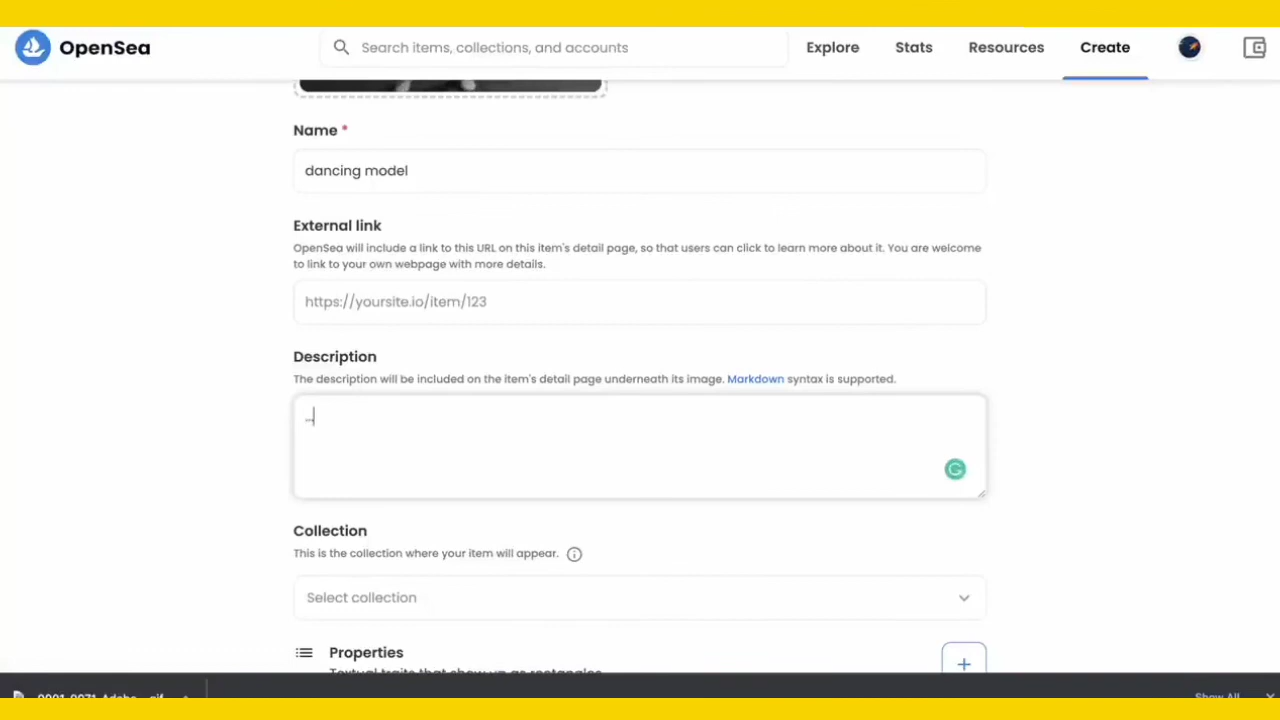 OpenSea
Search items, collections, and accounts
Explore
Stats
Resources
Create
Name *
dancing model
External link
OpenSea will include a link to this URL on this item's detail page, so that users can click to learn more about it. You are welcome
to link to your own webpage with more details.
https://yoursite.io/item/123
Description
The description will be included on the item's detail page underneath its image. Markdown syntax is supported.
Collection
This is the collection where your item will appear.
Select collection
Properties
Textual traits that show up as rectangles
Show All